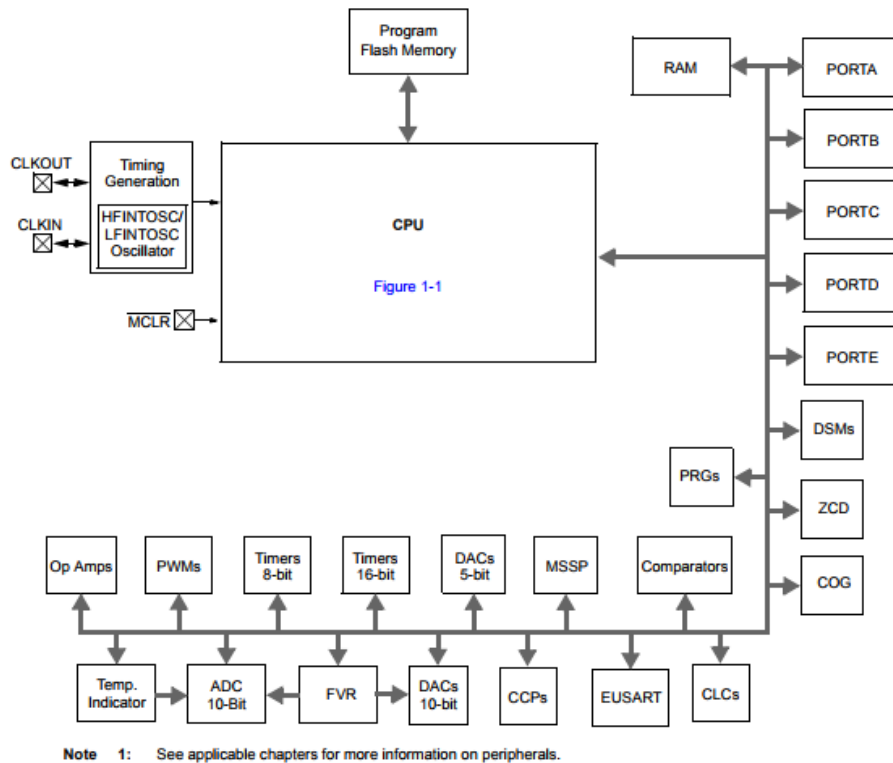 Program
Flash Memory
RAM
PORTA
PORTB
CLKOUT
Timing
Generation
CLKIN
HFINTOSC/
LFINTOSC
Oscillator
CPU
PORTC
Figure 1-1
PORTD
MCLR
PORTE
DSMs
PRGs
ZCD
Op Amps
PWMs
Timers
8-bit
Timers
16-bit
DACs
5-bit
MSSP
Comparators
COG
Temp.
Indicator
ADC
10-Bit
FVR
DACs
10-bit
CCPs
EUSART
CLCs
Note 1: See applicable chapters for more information on peripherals.